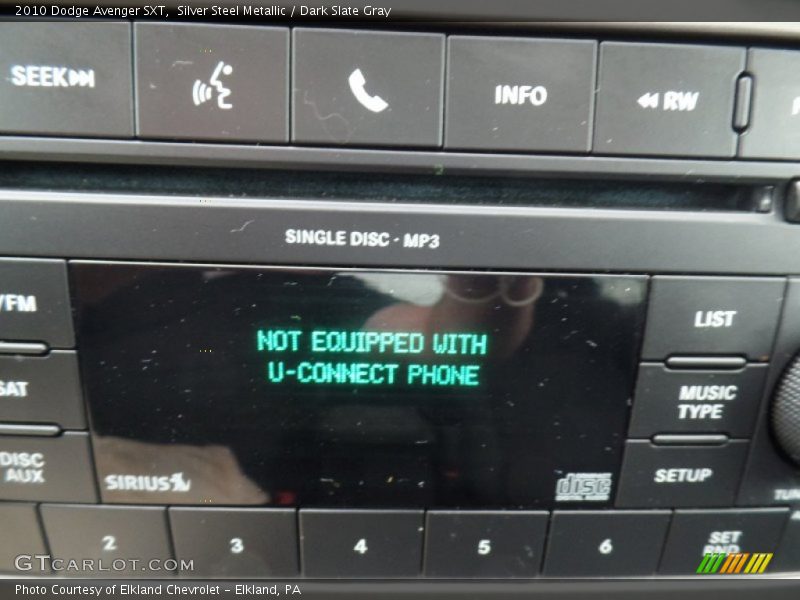 2010 Dodge Avenger SXT,  Silver Steel Metallic / Dark Slate Gray
SEEK
INFO
RW
SINGLE DISC · MP3
/FM
LIST
NOT EQUIPPED WITH
U-CONNECT PHONE
SAT
MUSIC
TYPE
DISC
AUX
SIRIUS
disc
SETUP
2
3
4
5
6
SET
RND
GTCARLOT.COM
Photo Courtesy of Elkland Chevrolet – Elkland, PA